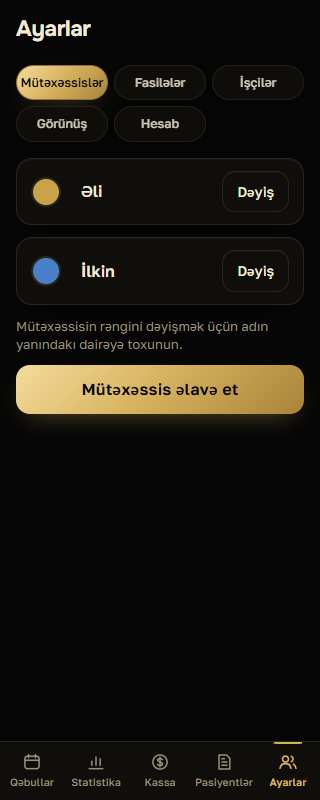 Ayarlar
Mütəxəssislər
Fasilələr
İşçilər
Görünüş
Hesab
Əli
Dəyiş
İlkin
Dəyiş
Mütəxəssisin rəngini dəyişmək üçün adın
yanındakı dairəyə toxunun.
Mütəxəssis əlavə et
Qəbullar
Statistika
Kassa
Pasiyentlər
Ayarlar